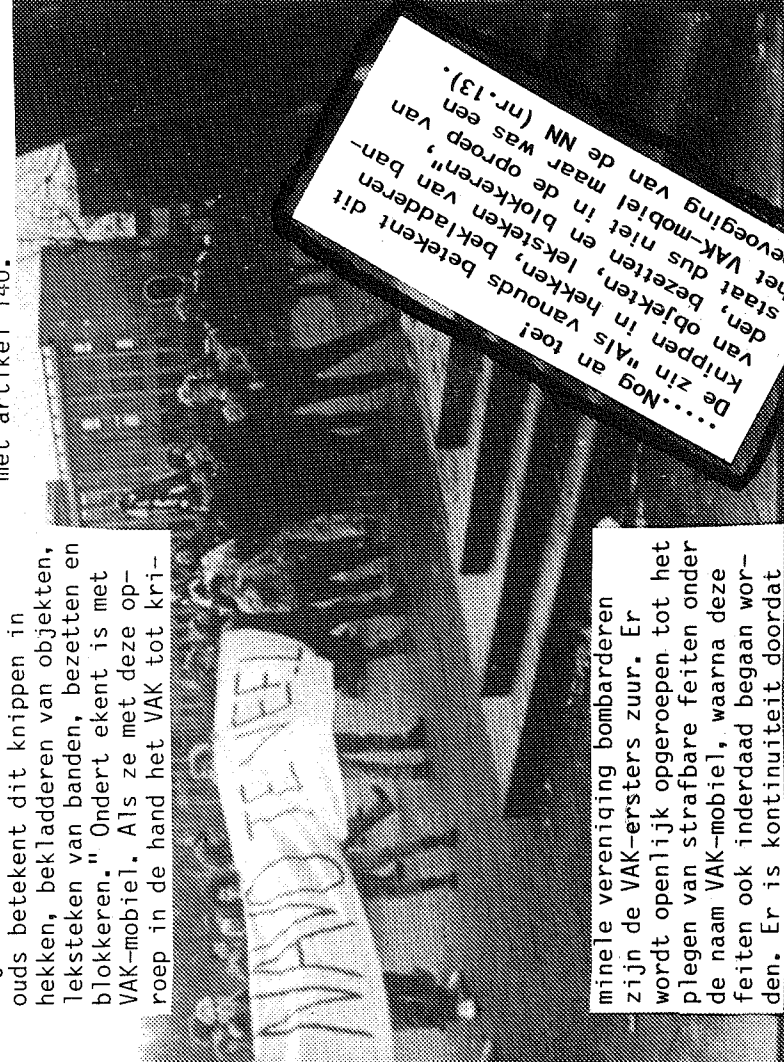 ouds betekent dit knippen in
hekken, bekladderen van objekten,
leksteken van banden, bezetten en
blokkeren." Ondert ekent is met
VAK-mobiel. Als ze met deze op-
roep in de hand het VAK tot kri-
minele vereniging bombarderen
zijn de VAK-ersters zuur. Er
wordt openlijk opgeroepen tot het
plegen van strafbare feiten onder
de naam VAK-mobiel, waarna deze
feiten ook inderdaad begaan wor-
den. Er is kontinuiteit doordat
met artikel 140.
.....Nog an toe!
De zin "Als vanouds betekent dit
knippen in hekken, bekladderen
van objekten, leksteken van ban-
den, bezetten en blokkeren",
staat dus niet in de oproep van
het VAK-mobiel maar was een
evoeging van de NN (nr.13).